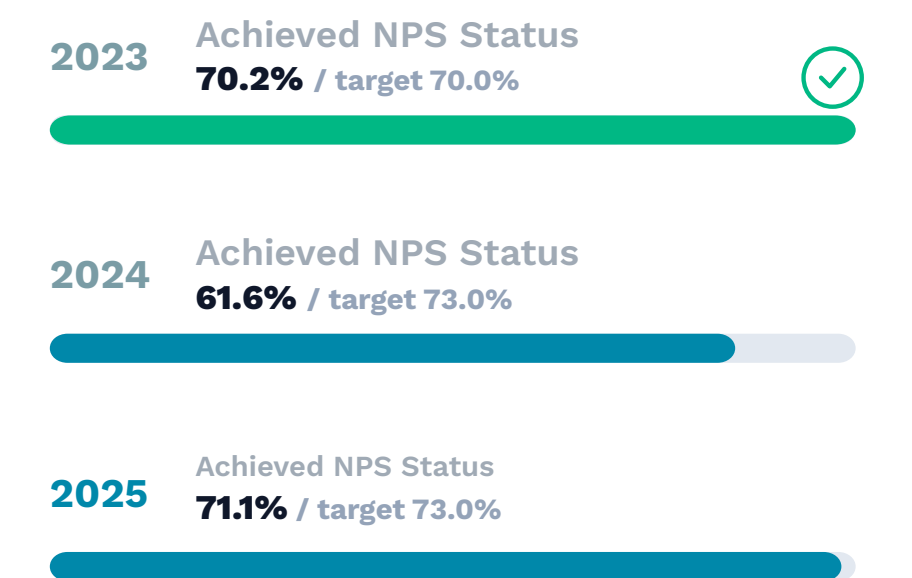 2023
Achieved NPS Status
70.2% / target 70.0%
2024
Achieved NPS Status
61.6% / target 73.0%
2025
Achieved NPS Status
71.1% / target 73.0%